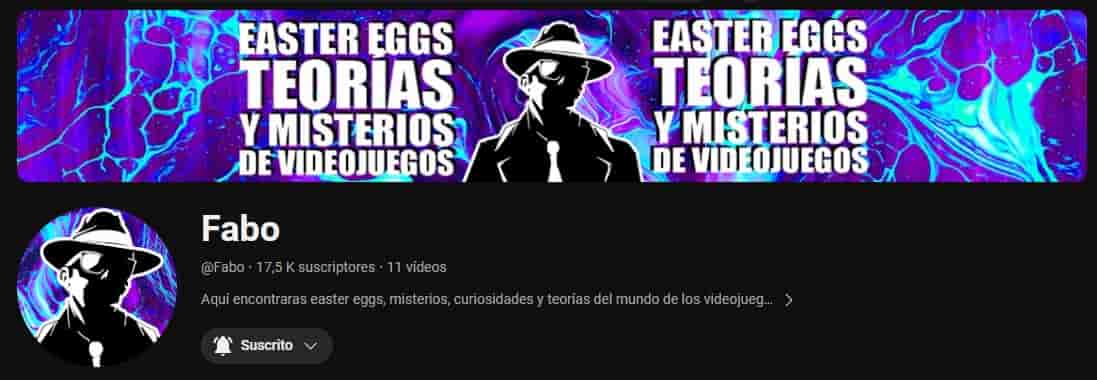 EASTER EGGS
TEORÍAS
Y MISTERIOS
DE VIDEOJUEGOS
EASTER EGGS
TEORÍAS
Y MISTERIOS
DE VIDEOJUEGOS
Fabo
@Fabo · 17,5 K suscriptores · 11 vídeos
Aquí encontraras easter eggs, misterios, curiosidades y teorías del mundo de los videojueg...
Suscrito